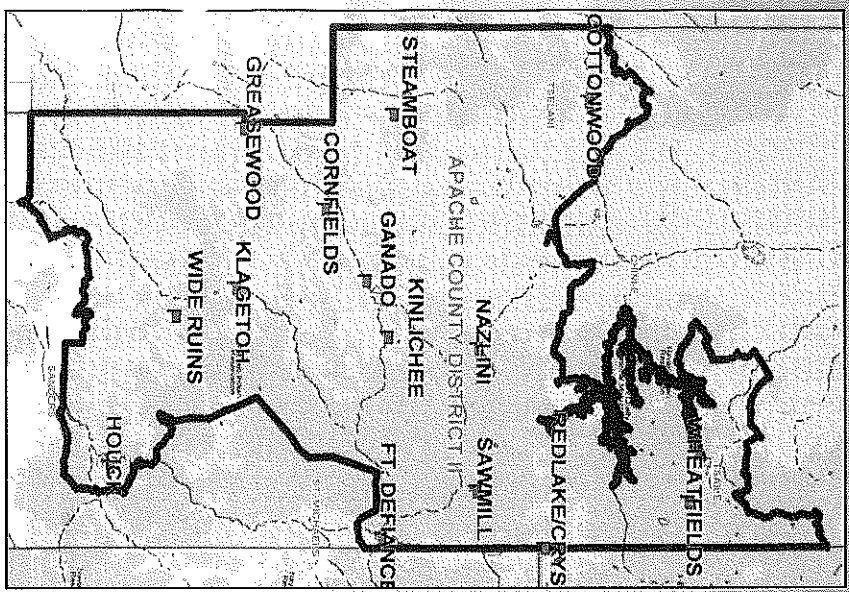 WHEATFIELDS
COTTONWOOD
REDLAKE/CRYS
NAZLINI
SAWMILL
APACHE COUNTY DISTRICT II
STEAMBOAT
KINLICHEE
GANADO
FT. DEFIANCE
CORNFIELDS
GREASEWOOD
KLAGETOH
WIDE RUINS
HOUCK